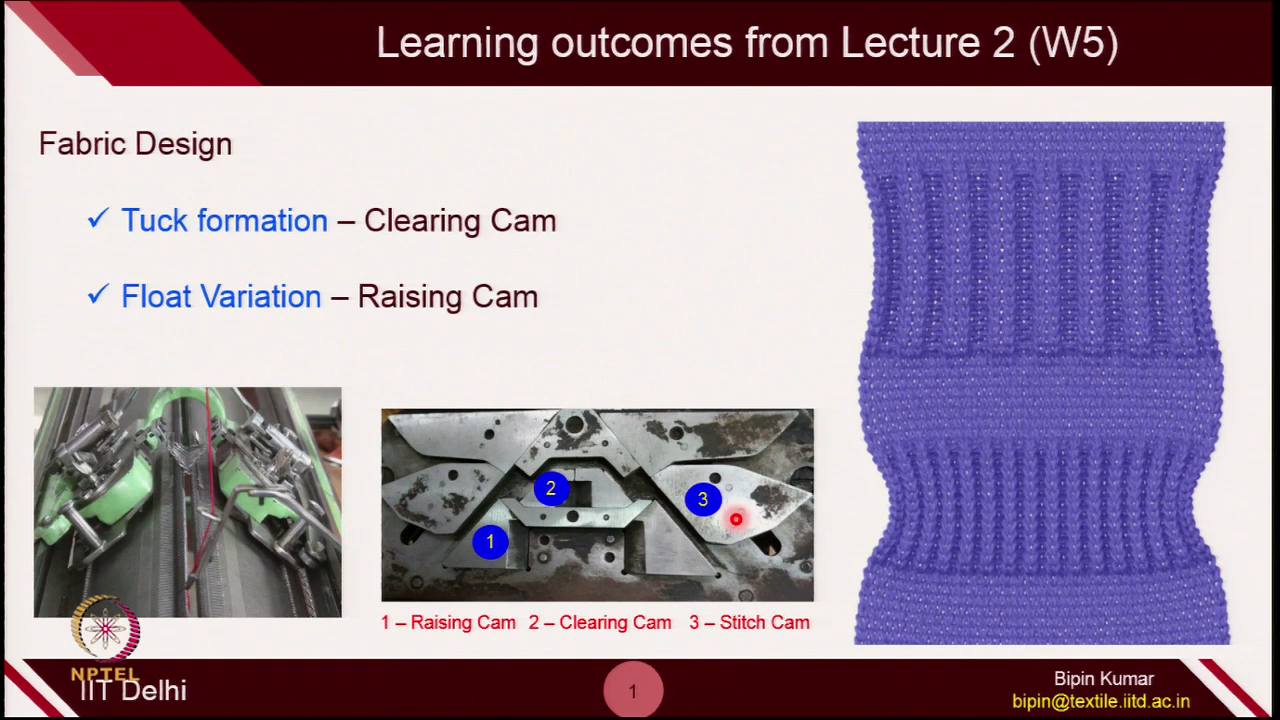 Learning outcomes from Lecture 2 (W5)
Fabric Design
✓ Tuck formation – Clearing Cam
✓ Float Variation – Raising Cam
1
2
3
1 – Raising Cam 2 – Clearing Cam 3 – Stitch Cam
NPTEL
IIT Delhi
1
Bipin Kumar
bipin@textile.iitd.ac.in